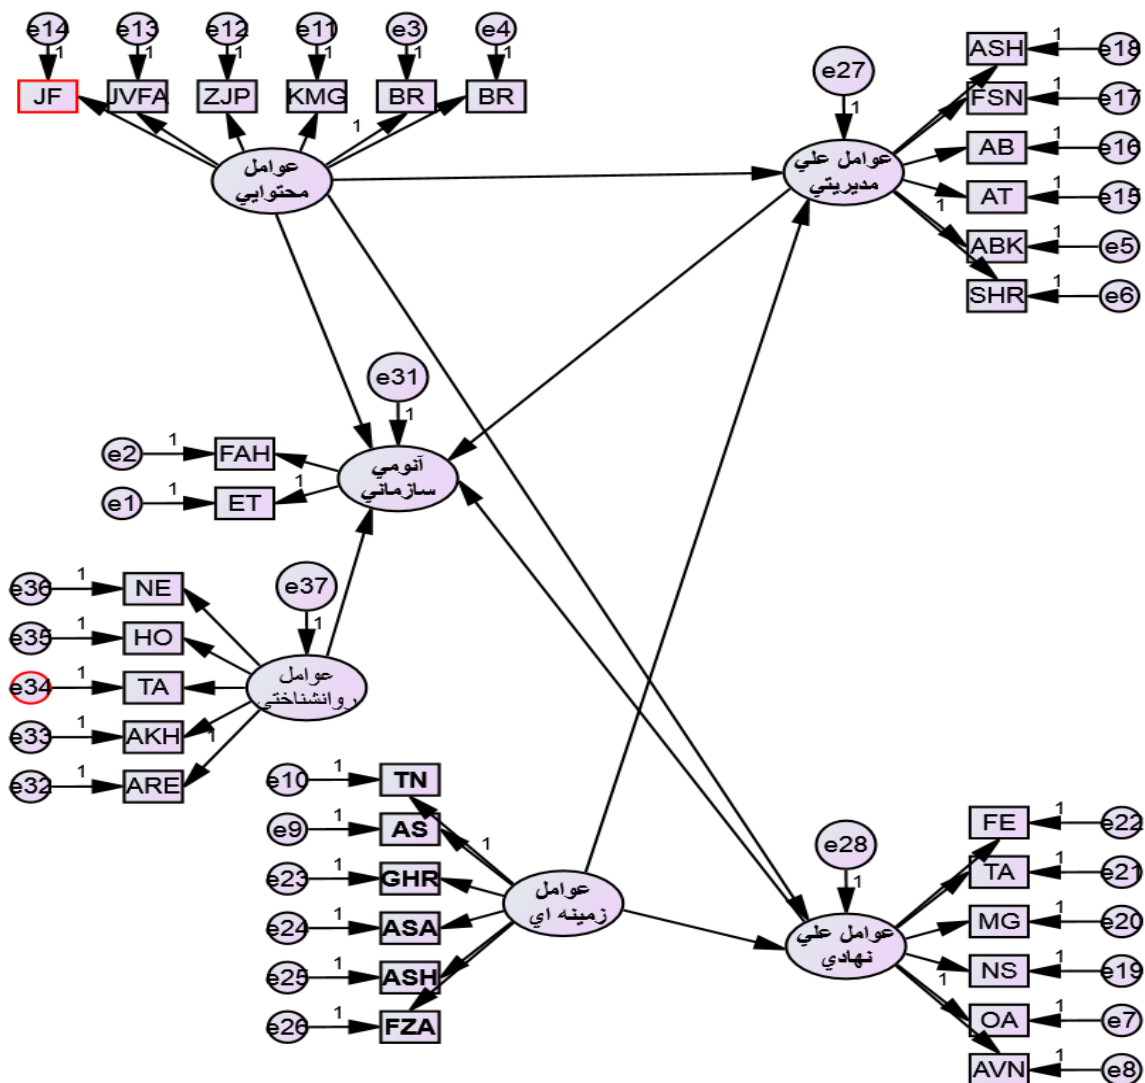 e14 e13 e12 e11 e3 e4
1 1 1 1 1 1
JF JVFA ZJP KMG BR BR
1
عوامل
محتوايي
e27
1
عوامل علي
مديريتي
ASH 1 e18
FSN 1 e17
AB 1 e16
AT 1 e15
1
ABK 1 e5
SHR 1 e6
e31
1
آنومي
سازماني
e2 1 FAH
e1 1 ET 1
e37
1
عوامل
روانشناختي
e36 1 NE
e35 1 HO
e34 1 TA
e33 1 AKH 1
e32 1 ARE
e10 1 TN
e9 1 AS 1
e23 1 GHR
e24 1 ASA
e25 1 ASH
e26 1 FZA
عوامل
زمينه اي
e28
1
عوامل علي
نهادي
FE 1 e22
TA 1 e21
MG 1 e20
NS 1 e19
1
OA 1 e7
AVN 1 e8